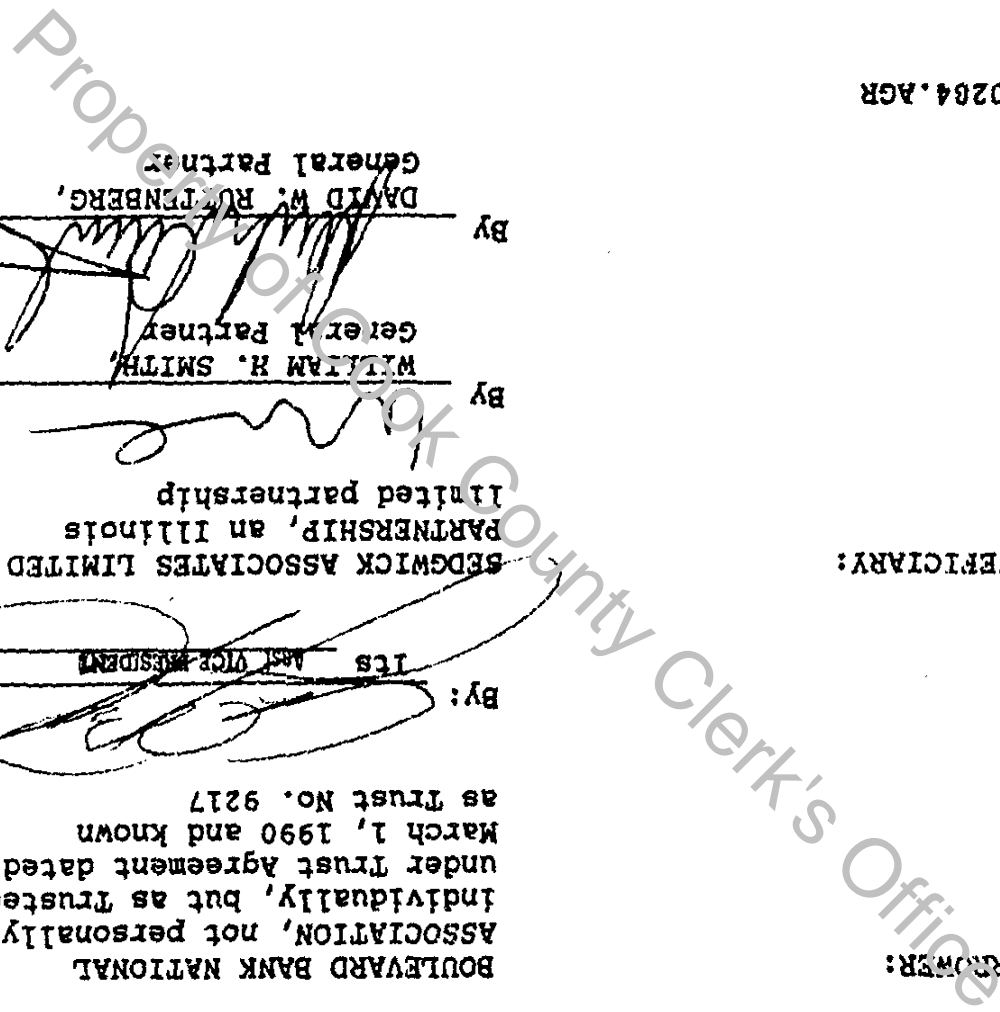 RROWER:
BOULEVARD BANK NATIONAL
ASSOCIATION, not personally
individually, but as Trustee
under Trust Agreement dated
March 1, 1990 and known
as Trust No. 9217
By:
Its Asst VICE PRESIDENT
EFICIARY:
SEDGWICK ASSOCIATES LIMITED
PARTNERSHIP, an Illinois
limited partnership
By
WILLIAM H. SMITH,
General Partner
By
DAVID W. RUTTENBERG,
General Partner
0284.AGR
Property of Cook County Clerk's Office